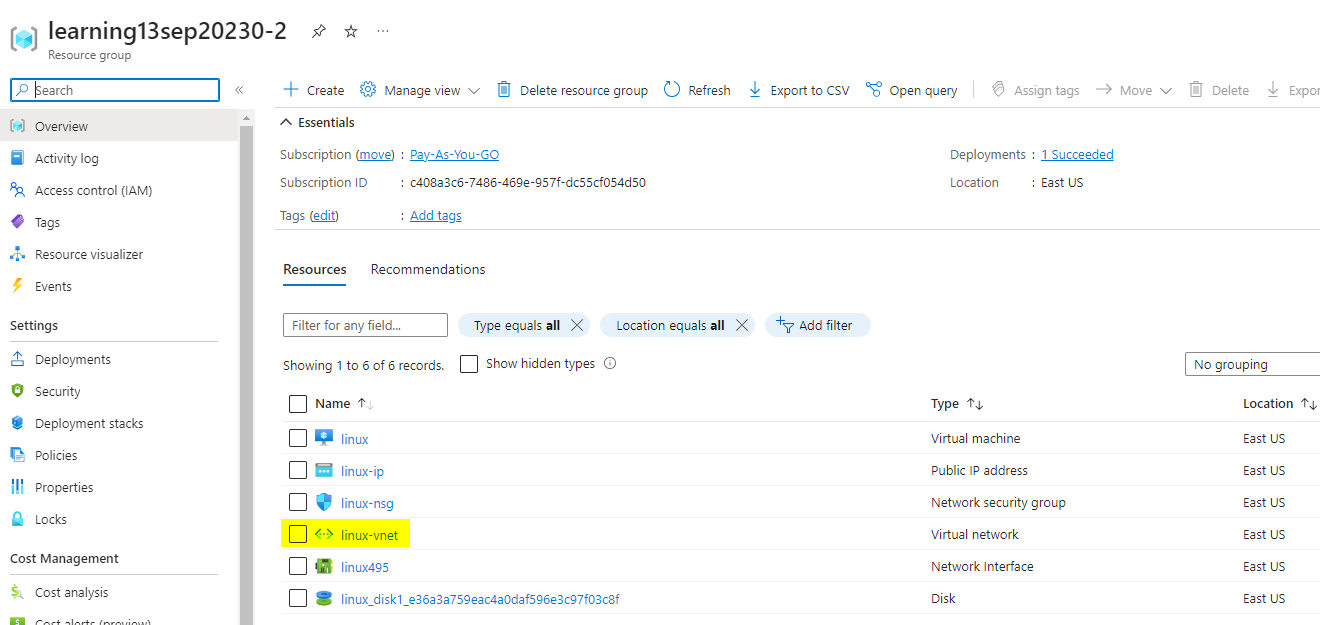 learning13sep20230-2
Resource group
Search
Overview
Activity log
Access control (IAM)
Tags
Resource visualizer
Events
Settings
Deployments
Security
Deployment stacks
Policies
Properties
Locks
Cost Management
Cost analysis
Cost alerts (preview)
Create Manage view Delete resource group Refresh Export to CSV Open query Assign tags Move Delete Expor
Essentials
Subscription (move) : Pay-As-You-GO
Subscription ID : c408a3c6-7486-469e-957f-dc55cf054d50
Tags (edit) : Add tags
Deployments : 1 Succeeded
Location : East US
Resources Recommendations
Filter for any field... Type equals all Location equals all Add filter
Showing 1 to 6 of 6 records. Show hidden types No grouping
Name Type Location
linux Virtual machine East US
linux-ip Public IP address East US
linux-nsg Network security group East US
linux-vnet Virtual network East US
linux495 Network Interface East US
linux_disk1_e36a3a759eac4a0daf596e3c97f03c8f Disk East US